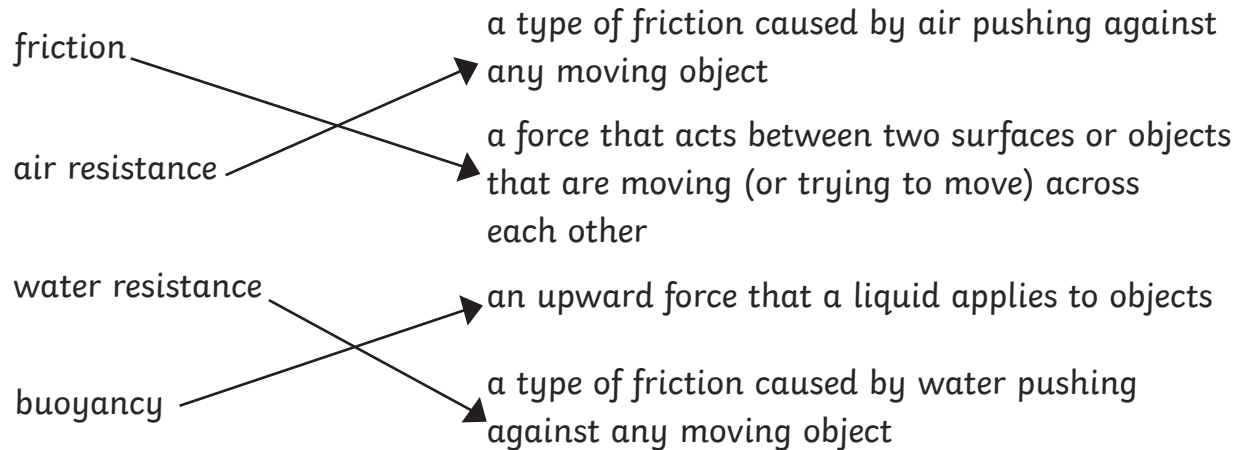 friction
air resistance
water resistance
buoyancy
a type of friction caused by air pushing against
any moving object
a force that acts between two surfaces or objects
that are moving (or trying to move) across
each other
an upward force that a liquid applies to objects
a type of friction caused by water pushing
against any moving object